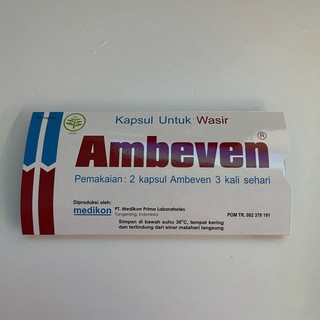 Kapsul Untuk Wasir
Ambeven®
Pemakaian : 2 kapsul Ambeven 3 kali sehari
Diproduksi oleh:
medikon PT. Medikon Prima Laboratories
Tangerang, Indonesia
POM TR. 092 378 191
Simpan di bawah suhu 30°C, tempat kering
dan terlindung dari sinar matahari langsung